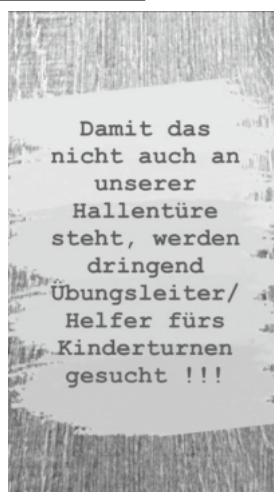 Damit das
nicht auch an
unserer
Hallentüre
steht, werden
dringend
Übungsleiter/
Helfer fürs
Kinderturnen
gesucht !!!